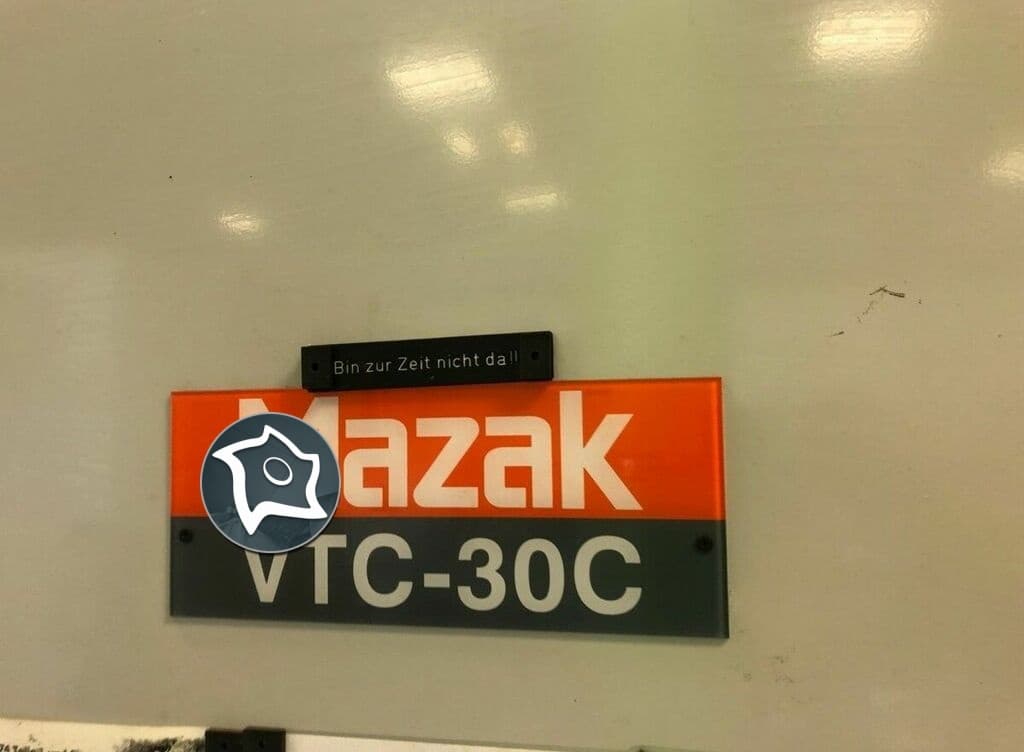 Bin zur Zeit nicht da!!
Mazak
VTC-30C